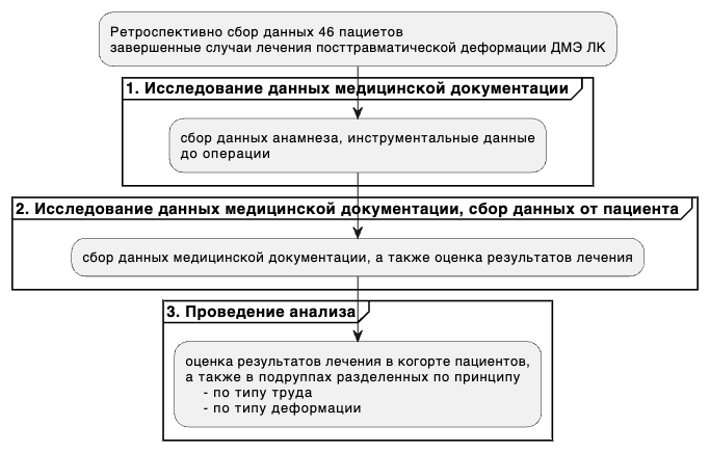 Ретроспективно сбор данных 46 пациетов
завершенные случаи лечения посттравматической деформации ДМЭ ЛК
1. Исследование данных медицинской документации
сбор данных анамнеза, инструментальные данные
до операции
2. Исследование данных медицинской документации, сбор данных от пациента
сбор данных медицинской документации, а также оценка результатов лечения
3. Проведение анализа
оценка результатов лечения в когорте пациентов,
а также в подруппах разделенных по принципу
- по типу труда
- по типу деформации